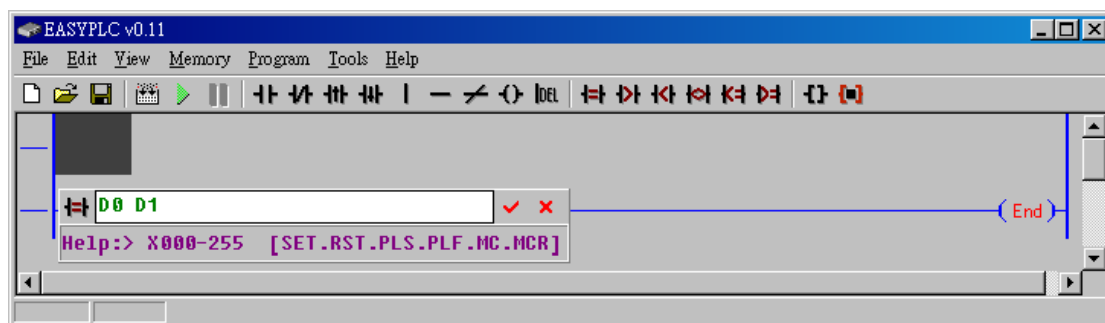 EASYPLC v0.11
File Edit View Memory Program Tools Help
DEL
D0 D1
End
Help:> X000-255 [SET.RST.PLS.PLF.MC.MCR]